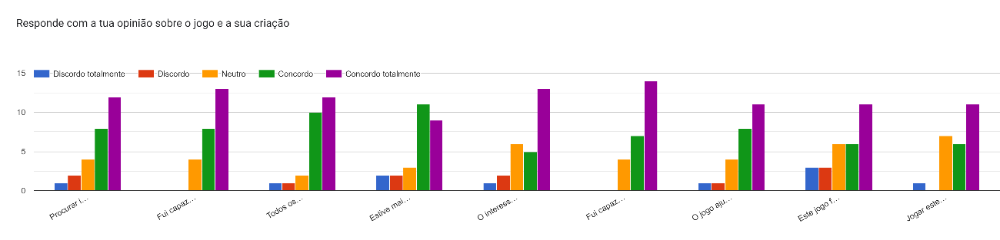 Responde com a tua opinião sobre o jogo e a sua criação
Discordo totalmente Discordo Neutro Concordo Concordo totalmente
15
10
5
0
Procurar i…
Fui capaz…
Todos os…
Estive mai…
O interess…
Fui capaz…
O jogo aju…
Este jogo f…
Jogar este…